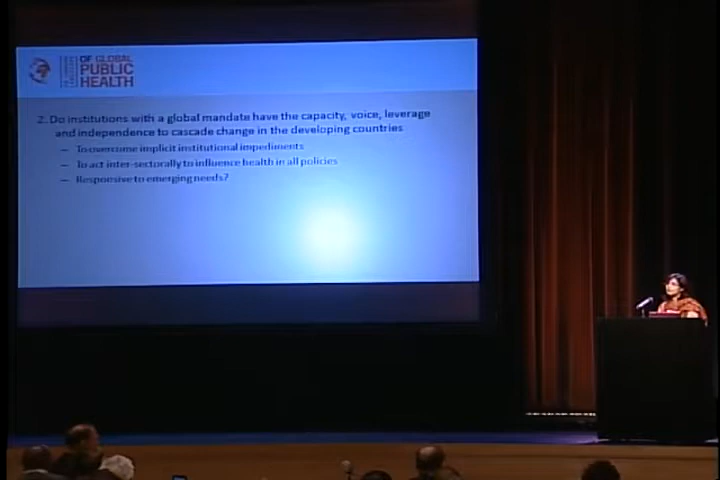 OF GLOBAL
PUBLIC
HEALTH
2. Do institutions with a global mandate have the capacity, voice, leverage
and independence to cascade change in the developing countries
– To overcome implicit institutional impediments
– To act inter-sectorally to influence health in all policies
– Responsive to emerging needs?